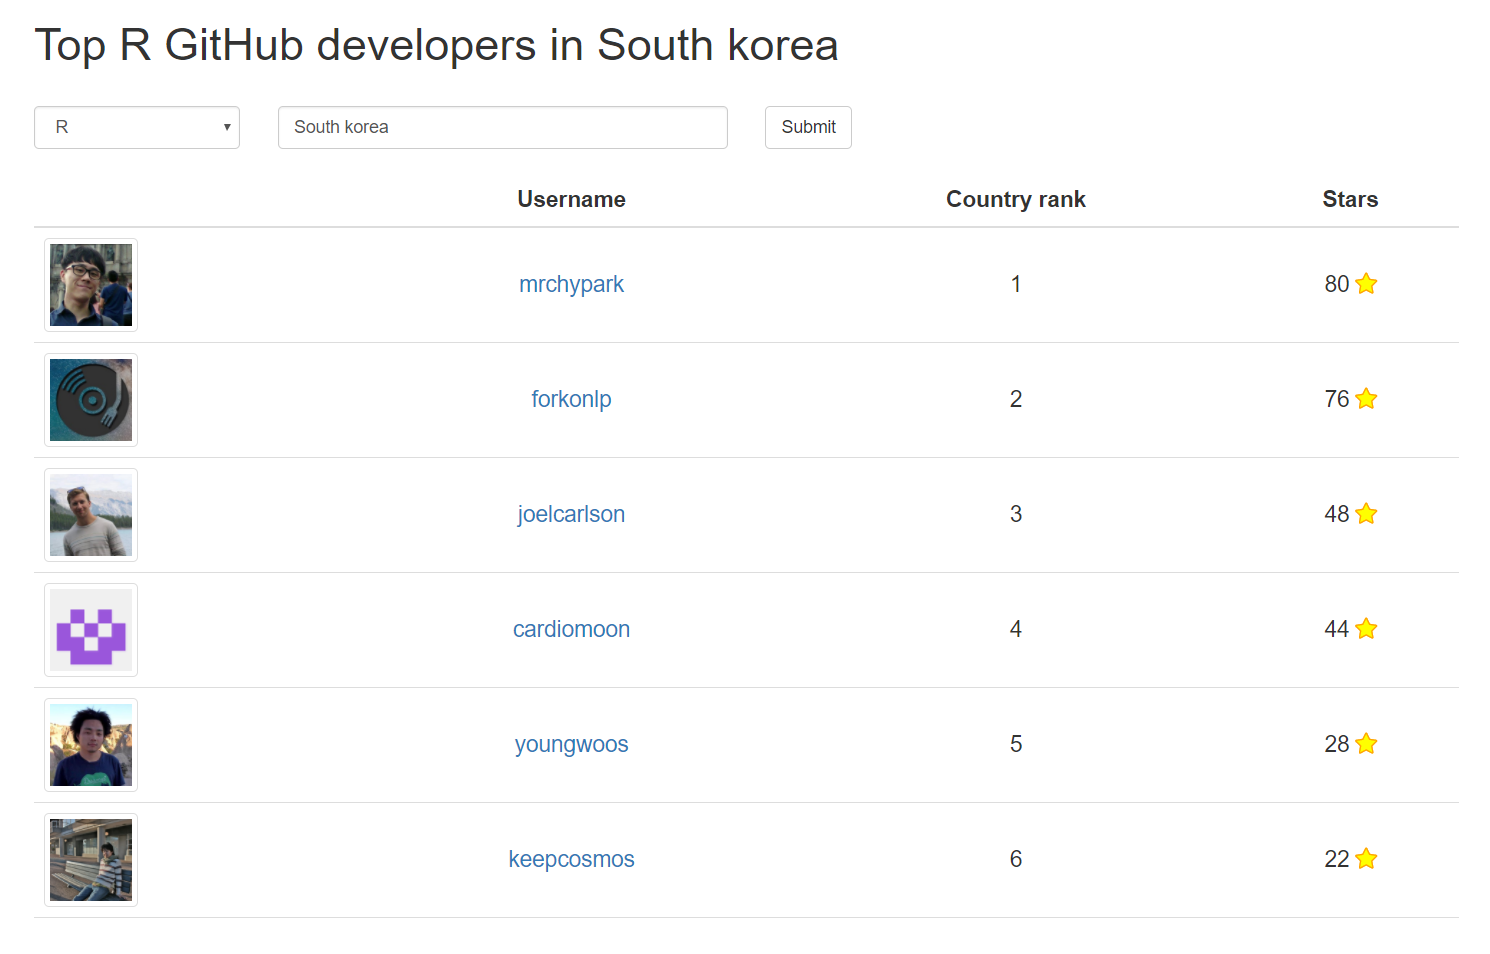 Top R GitHub developers in South korea
R South korea Submit
Username Country rank Stars
mrchypark 1 80
forkonlp 2 76
joelcarlson 3 48
cardiomoon 4 44
youngwoos 5 28
keepcosmos 6 22